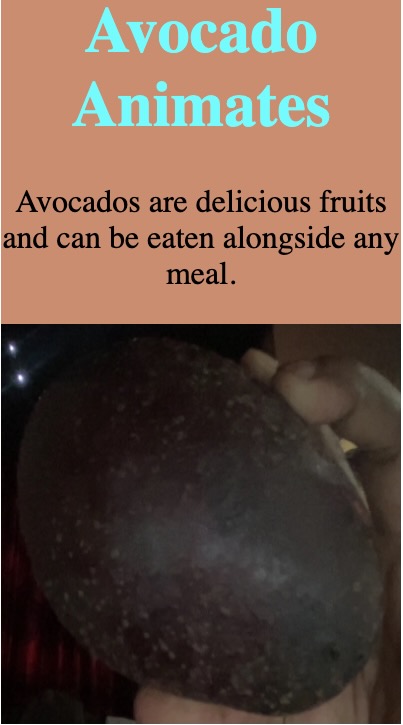 Avocado
Animates
Avocados are delicious fruits
and can be eaten alongside any
meal.